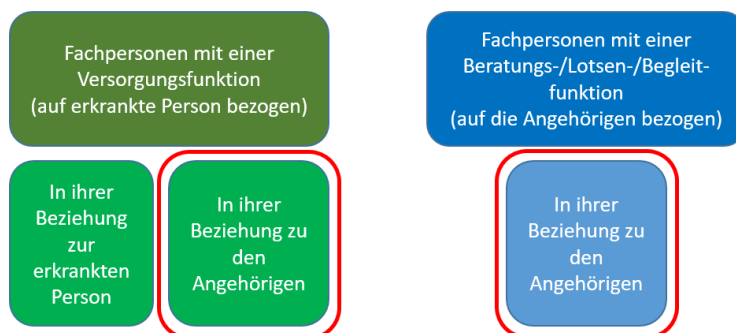 Fachpersonen mit einer
Versorgungsfunktion
(auf erkrankte Person bezogen)
Fachpersonen mit einer
Beratungs-/Lotsen-/Begleit-
funktion
(auf die Angehörigen bezogen)
In ihrer
Beziehung
zur
erkrankten
Person
In ihrer
Beziehung zu
den
Angehörigen
In ihrer
Beziehung zu
den
Angehörigen